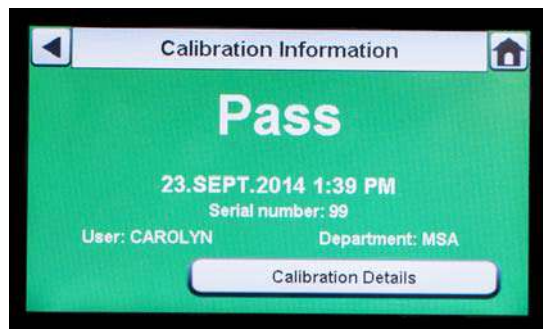 Calibration Information
Pass
23.SEPT.2014 1:39 PM
Serial number: 99
User: CAROLYN Department: MSA
Calibration Details